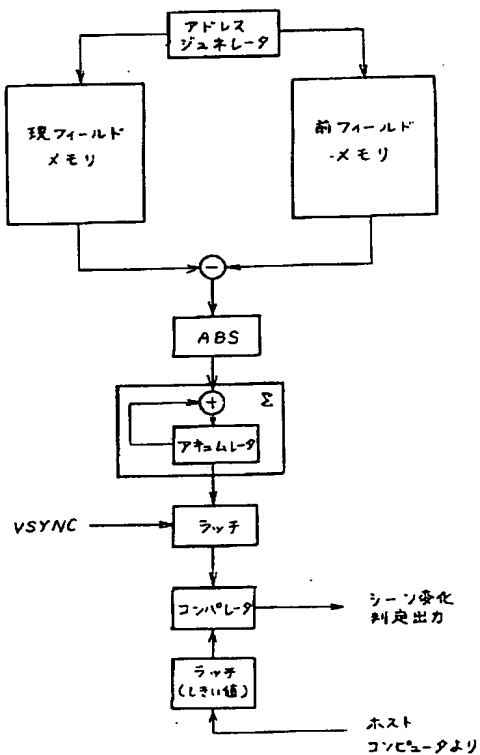 アドレス
ジェネレータ
現フィールド
メモリ
前フィールド
メモリ
−
ABS
+
Σ
アキュムレータ
VSYNC
ラッチ
コンパレータ
シーン変化
判定出力
ラッチ
(しきい値)
ホスト
コンピュータより